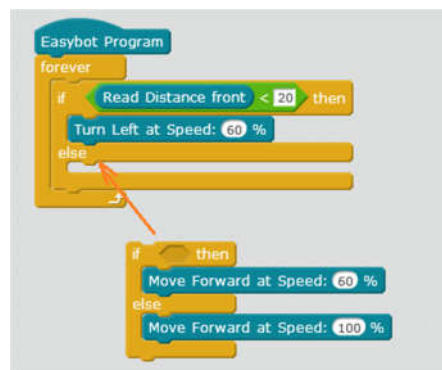 Easybot Program
forever
if Read Distance front < 20 then
Turn Left at Speed: 60 %
else
if then
Move Forward at Speed: 60 %
else
Move Forward at Speed: 100 %